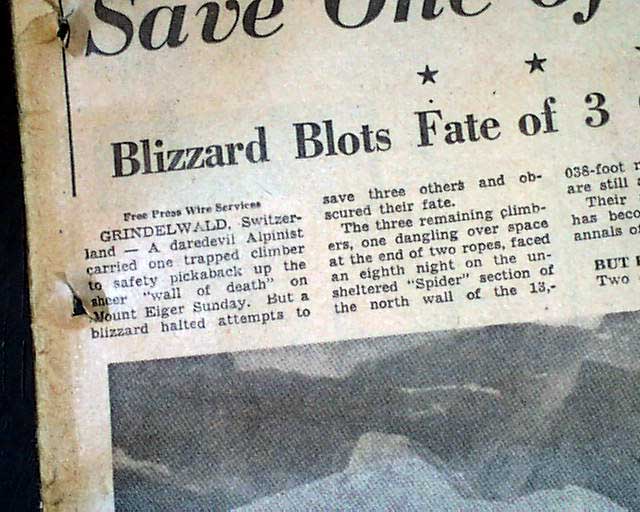 Save One of
Blizzard Blots Fate of 3
Free Press Wire Services
GRINDELWALD, Switzer-
land — A daredevil Alpinist
carried one trapped climber
to safety pickaback up the
sheer "wall of death" on
Mount Eiger Sunday. But a
blizzard halted attempts to
save three others and ob-
scured their fate.
The three remaining climb-
ers, one dangling over space
at the end of two ropes, faced
an eighth night on the un-
sheltered "Spider" section of
the north wall of the 13,-
038-foot
are still
Their
has beco
annals of
BUT
Two